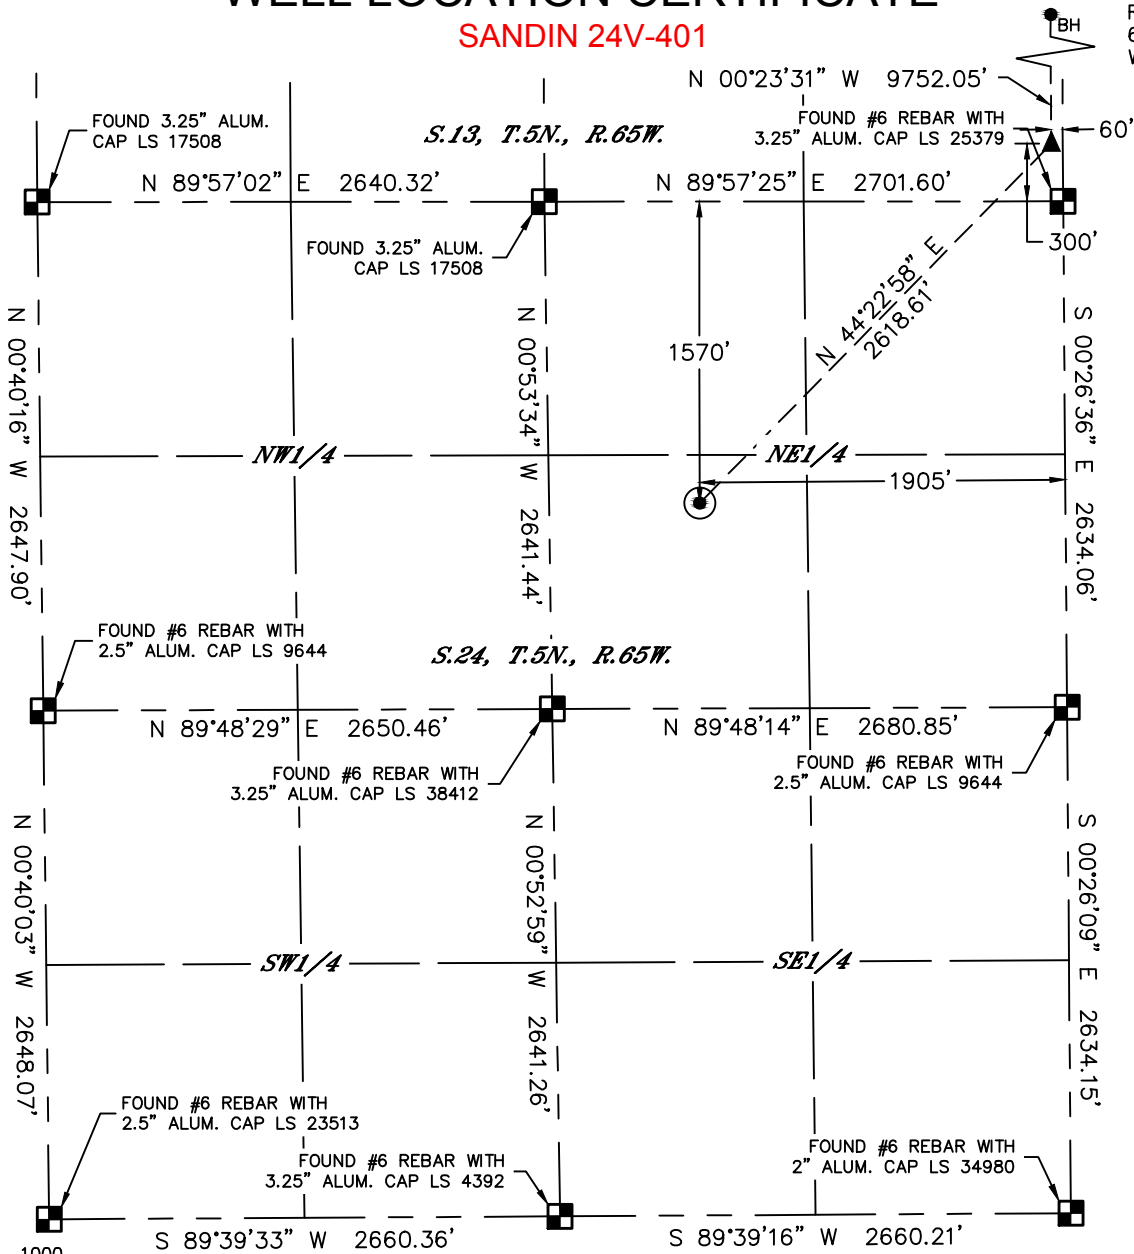 WELL LOCATION CERTIFICATE
SANDIN 24V-401
BH
N 00°23'31" W 9752.05'
FOUND 3.25" ALUM.
CAP LS 17508
S.13, T.5N., R.65W.
FOUND #6 REBAR WITH
3.25" ALUM. CAP LS 25379
60'
N 89°57'02" E 2640.32'
N 89°57'25" E 2701.60'
FOUND 3.25" ALUM.
CAP LS 17508
300'
N 44°22'58" E
2618.61'
1570'
N 00°40'16" W 2647.90'
N 00°53'34" W 2641.44'
S 00°26'36" E 2634.06'
NW1/4
NE1/4
1905'
FOUND #6 REBAR WITH
2.5" ALUM. CAP LS 9644
S.24, T.5N., R.65W.
N 89°48'29" E 2650.46'
N 89°48'14" E 2680.85'
FOUND #6 REBAR WITH
3.25" ALUM. CAP LS 38412
FOUND #6 REBAR WITH
2.5" ALUM. CAP LS 9644
N 00°40'03" W 2648.07'
N 00°52'59" W 2641.26'
S 00°26'09" E 2634.15'
SW1/4
SE1/4
FOUND #6 REBAR WITH
2.5" ALUM. CAP LS 23513
FOUND #6 REBAR WITH
3.25" ALUM. CAP LS 4392
FOUND #6 REBAR WITH
2" ALUM. CAP LS 34980
S 89°39'33" W 2660.36'
S 89°39'16" W 2660.21'
1000